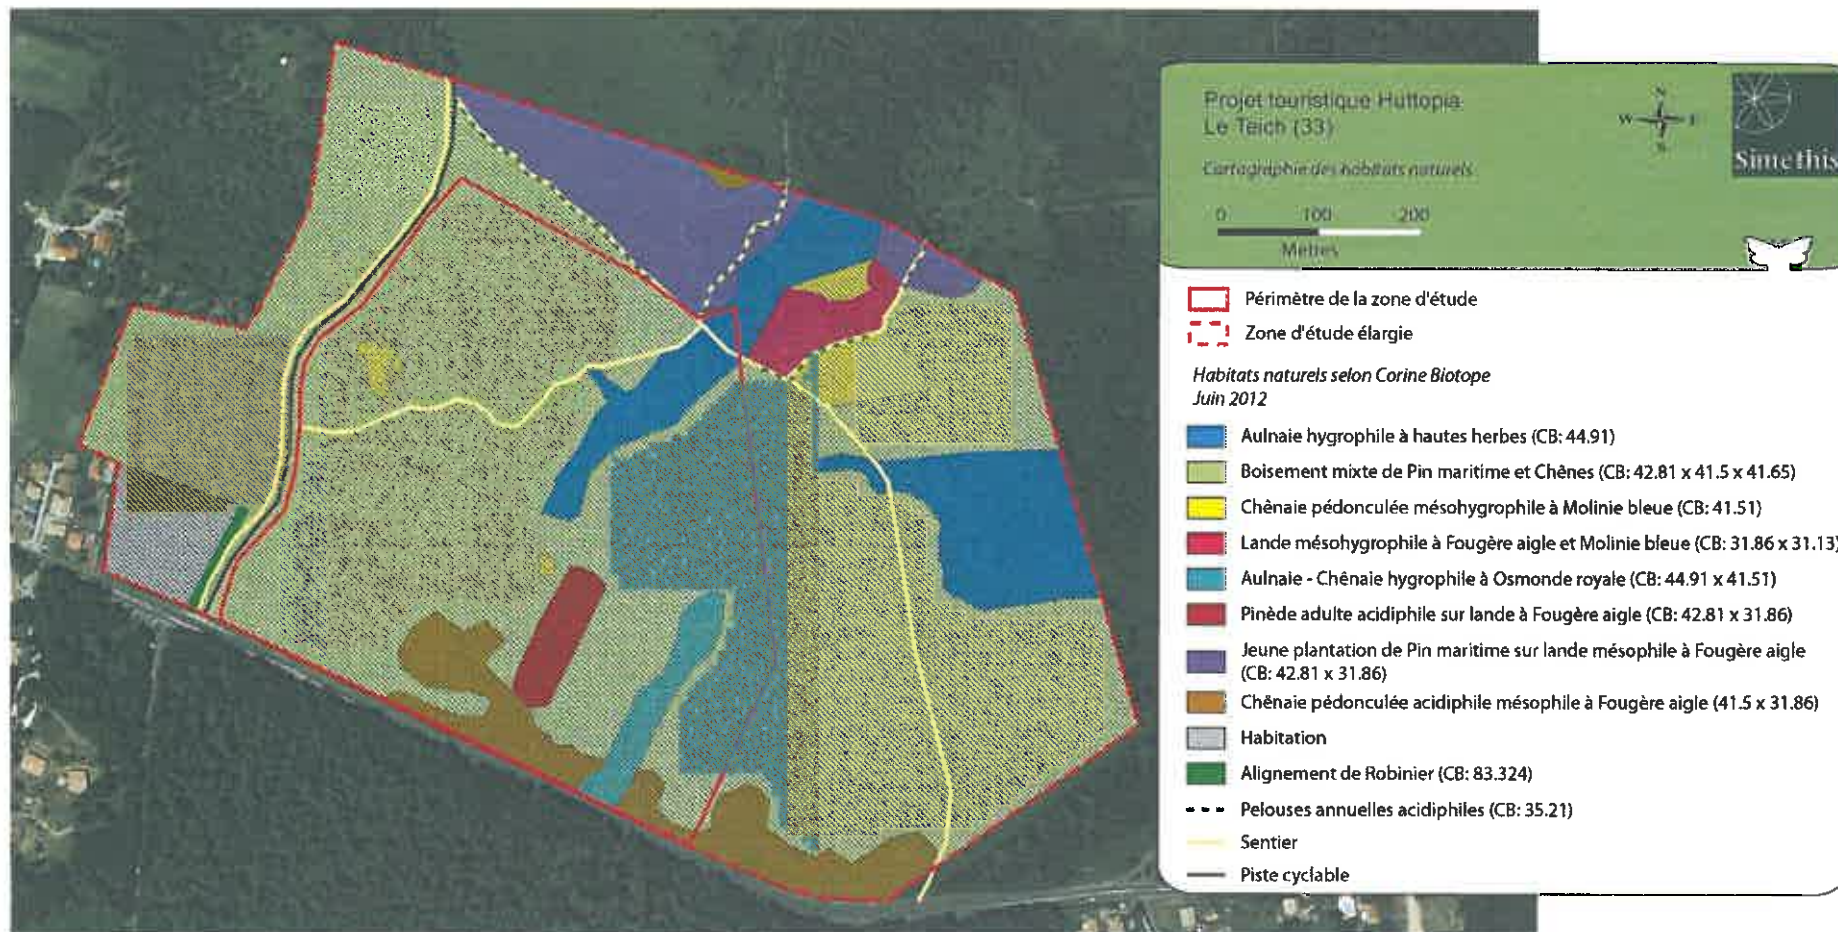 Projet touristique Huttopia
Le Teich (33)
Cartographie des habitats naturels
0 100 200
Mètres
N
W E
S
Simethis
Périmètre de la zone d'étude
Zone d'étude élargie
Habitats naturels selon Corine Biotope
Juin 2012
Aulnaie hygrophile à hautes herbes (CB: 44.91)
Boisement mixte de Pin maritime et Chênes (CB: 42.81 x 41.5 x 41.65)
Chênaie pédonculée mésohygrophile à Molinie bleue (CB: 41.51)
Lande mésohygrophile à Fougère aigle et Molinie bleue (CB: 31.86 x 31.13)
Aulnaie - Chênaie hygrophile à Osmonde royale (CB: 44.91 x 41.51)
Pinède adulte acidiphile sur lande à Fougère aigle (CB: 42.81 x 31.86)
Jeune plantation de Pin maritime sur lande mésophile à Fougère aigle
(CB: 42.81 x 31.86)
Chênaie pédonculée acidiphile mésophile à Fougère aigle (41.5 x 31.86)
Habitation
Alignement de Robinier (CB: 83.324)
Pelouses annuelles acidiphiles (CB: 35.21)
Sentier
Piste cyclable